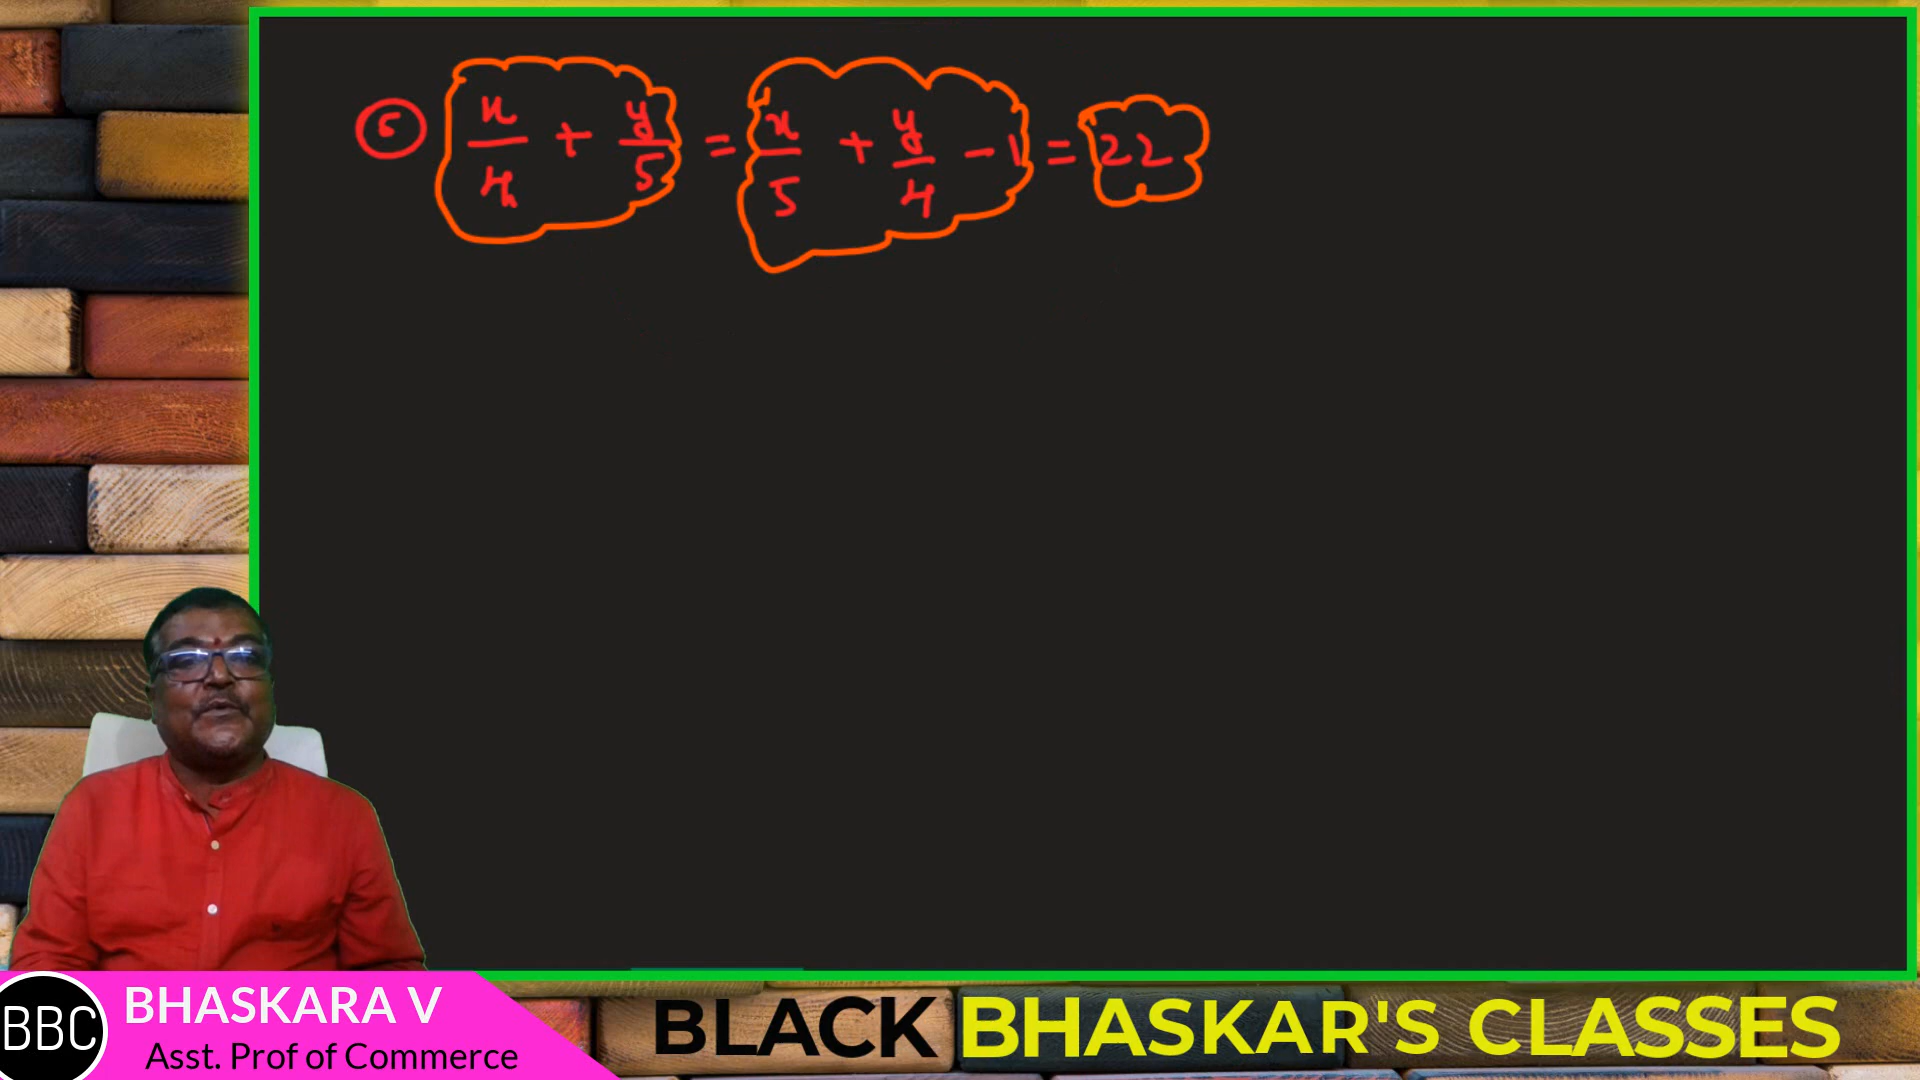 5 x/4 + y/5 = x/5 + y/4 - 1 = 22
BBC
BHASKARA V
Asst. Prof of Commerce
BLACK BHASKAR'S CLASSES